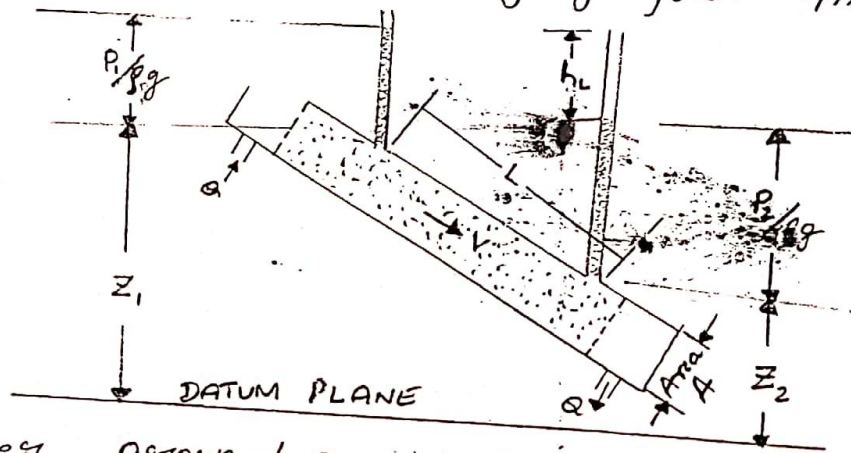 P₁/ρg
hL
L
Q
V
P₂/ρg
Z₁
Area A
Z₂
DATUM PLANE
Q